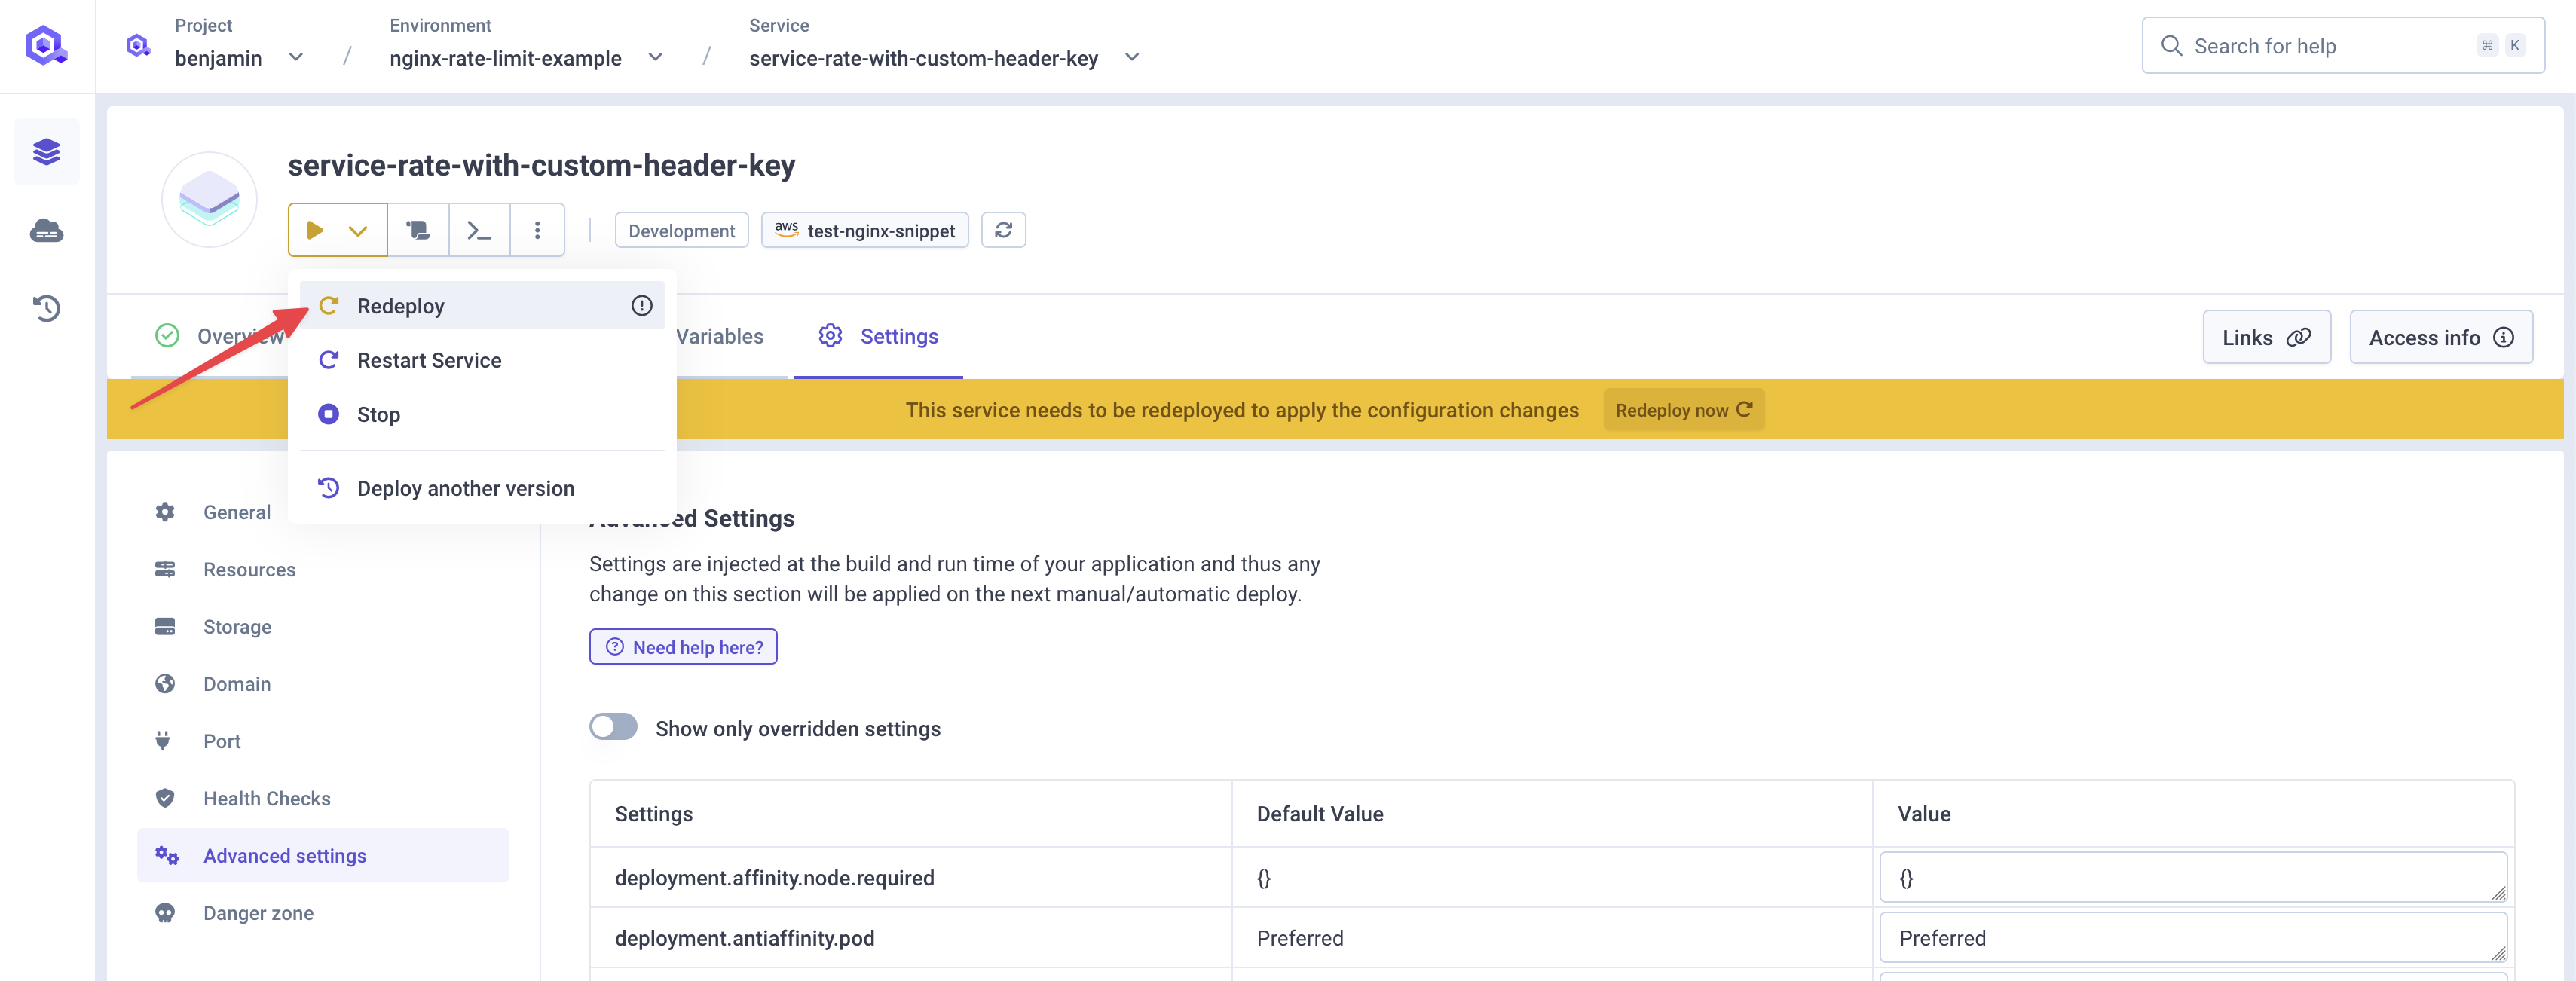 Project
benjamin
/
Environment
nginx-rate-limit-example
/
Service
service-rate-with-custom-header-key
Search for help
⌘ K
service-rate-with-custom-header-key
Development
aws test-nginx-snippet
Redeploy
Restart Service
Stop
Deploy another version
Overview
Variables
Settings
Links
Access info
This service needs to be redeployed to apply the configuration changes
Redeploy now
General
Resources
Storage
Domain
Port
Health Checks
Advanced settings
Danger zone
Advanced Settings
Settings are injected at the build and run time of your application and thus any
change on this section will be applied on the next manual/automatic deploy.
Need help here?
Show only overridden settings
Settings Default Value Value
deployment.affinity.node.required {} {}
deployment.antiaffinity.pod Preferred Preferred